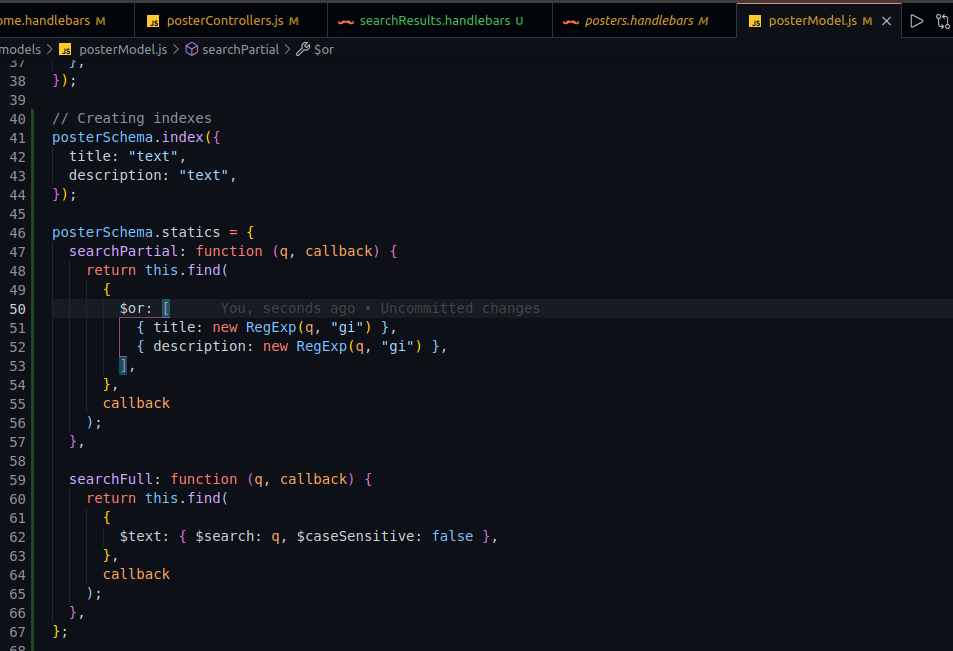 ome.handlebars M
JS posterControllers.js M
searchResults.handlebars U
posters.handlebars M
JS posterModel.js M
models > JS posterModel.js > searchPartial > $or
37 },
38 });
39
40 // Creating indexes
41 posterSchema.index({
42 title: "text",
43 description: "text",
44 });
45
46 posterSchema.statics = {
47 searchPartial: function (q, callback) {
48 return this.find(
49 {
50 $or: [ You, seconds ago • Uncommitted changes
51 { title: new RegExp(q, "gi") },
52 { description: new RegExp(q, "gi") },
53 ],
54 },
55 callback
56 );
57 },
58
59 searchFull: function (q, callback) {
60 return this.find(
61 {
62 $text: { $search: q, $caseSensitive: false },
63 },
64 callback
65 );
66 },
67 };
68